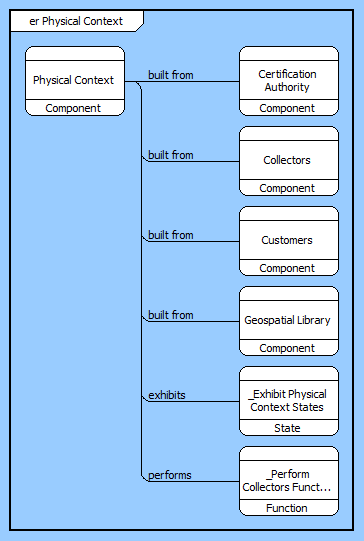 er Physical Context
Physical Context
Component
built from
Certification
Authority
Component
built from
Collectors
Component
built from
Customers
Component
built from
Geospatial Library
Component
exhibits
_Exhibit Physical
Context States
State
performs
_Perform
Collectors Funct...
Function